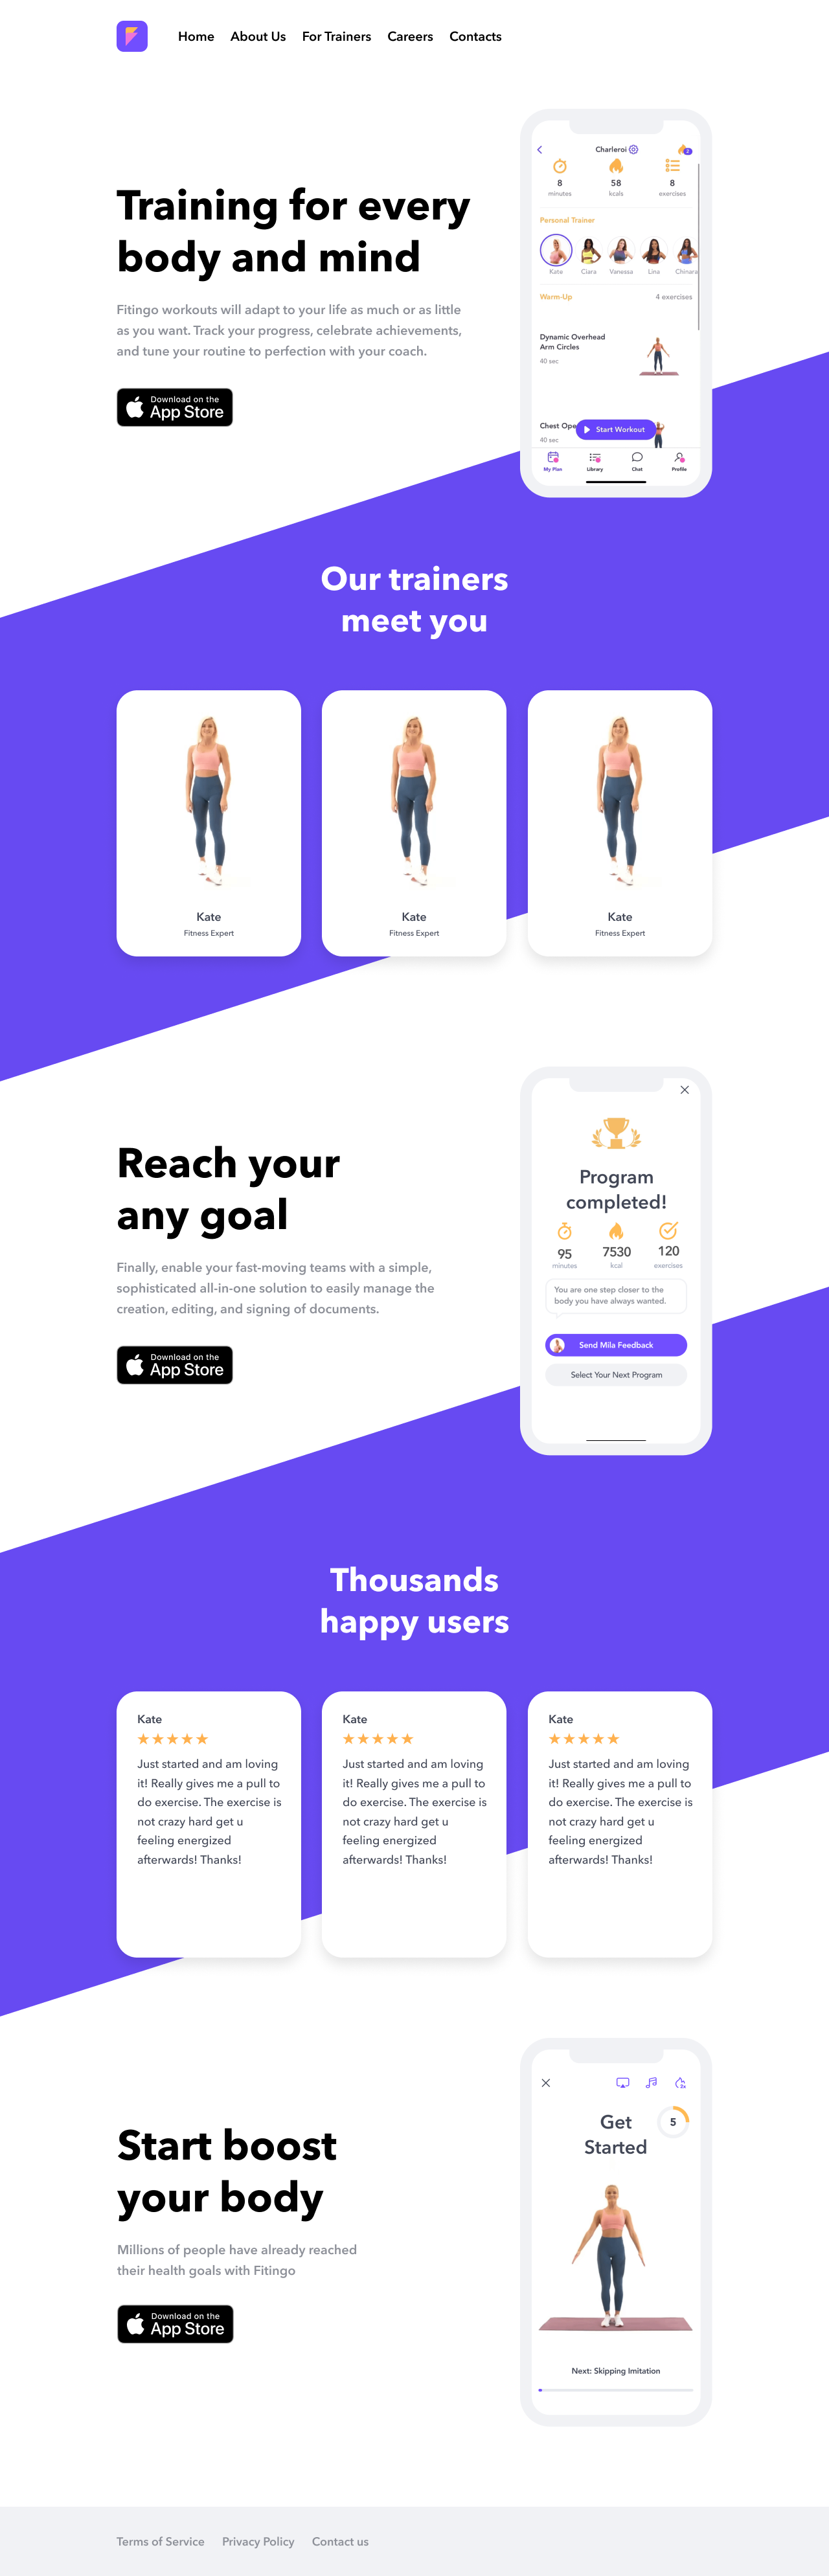 Home About Us For Trainers Careers Contacts
Training for every
body and mind
Fitingo workouts will adapt to your life as much or as little
as you want. Track your progress, celebrate achievements,
and tune your routine to perfection with your coach.
Download on the
App Store
Charleroi
2
8 58 8
minutes kcals exercises
Personal Trainer
Kate Ciara Vanessa Lina Chinara
Warm-Up 4 exercises
Dynamic Overhead
Arm Circles
40 sec
Chest Ope
Start Workout
40 sec
My Plan Library Chat Profile
Our trainers
meet you
Kate
Fitness Expert
Kate
Fitness Expert
Kate
Fitness Expert
Reach your
any goal
Finally, enable your fast-moving teams with a simple,
sophisticated all-in-one solution to easily manage the
creation, editing, and signing of documents.
Download on the
App Store
Program
completed!
95 7530 120
minutes kcal exercises
You are one step closer to the
body you have always wanted.
Send Mila Feedback
Select Your Next Program
Thousands
happy users
Kate
Just started and am loving
it! Really gives me a pull to
do exercise. The exercise is
not crazy hard get u
feeling energized
afterwards! Thanks!
Kate
Just started and am loving
it! Really gives me a pull to
do exercise. The exercise is
not crazy hard get u
feeling energized
afterwards! Thanks!
Kate
Just started and am loving
it! Really gives me a pull to
do exercise. The exercise is
not crazy hard get u
feeling energized
afterwards! Thanks!
Start boost
your body
Millions of people have already reached
their health goals with Fitingo
Download on the
App Store
Get
Started
5
Next: Skipping Imitation
Terms of Service Privacy Policy Contact us